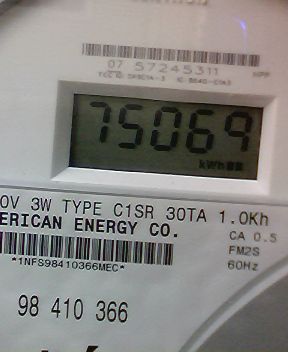 07 57245311
75069
kWh
0V 3W TYPE C1SR 30TA 1.0Kh
ERICAN ENERGY CO.
CA 0.5
FM2S
*1NFS98410366MEC*
60Hz
98 410 366